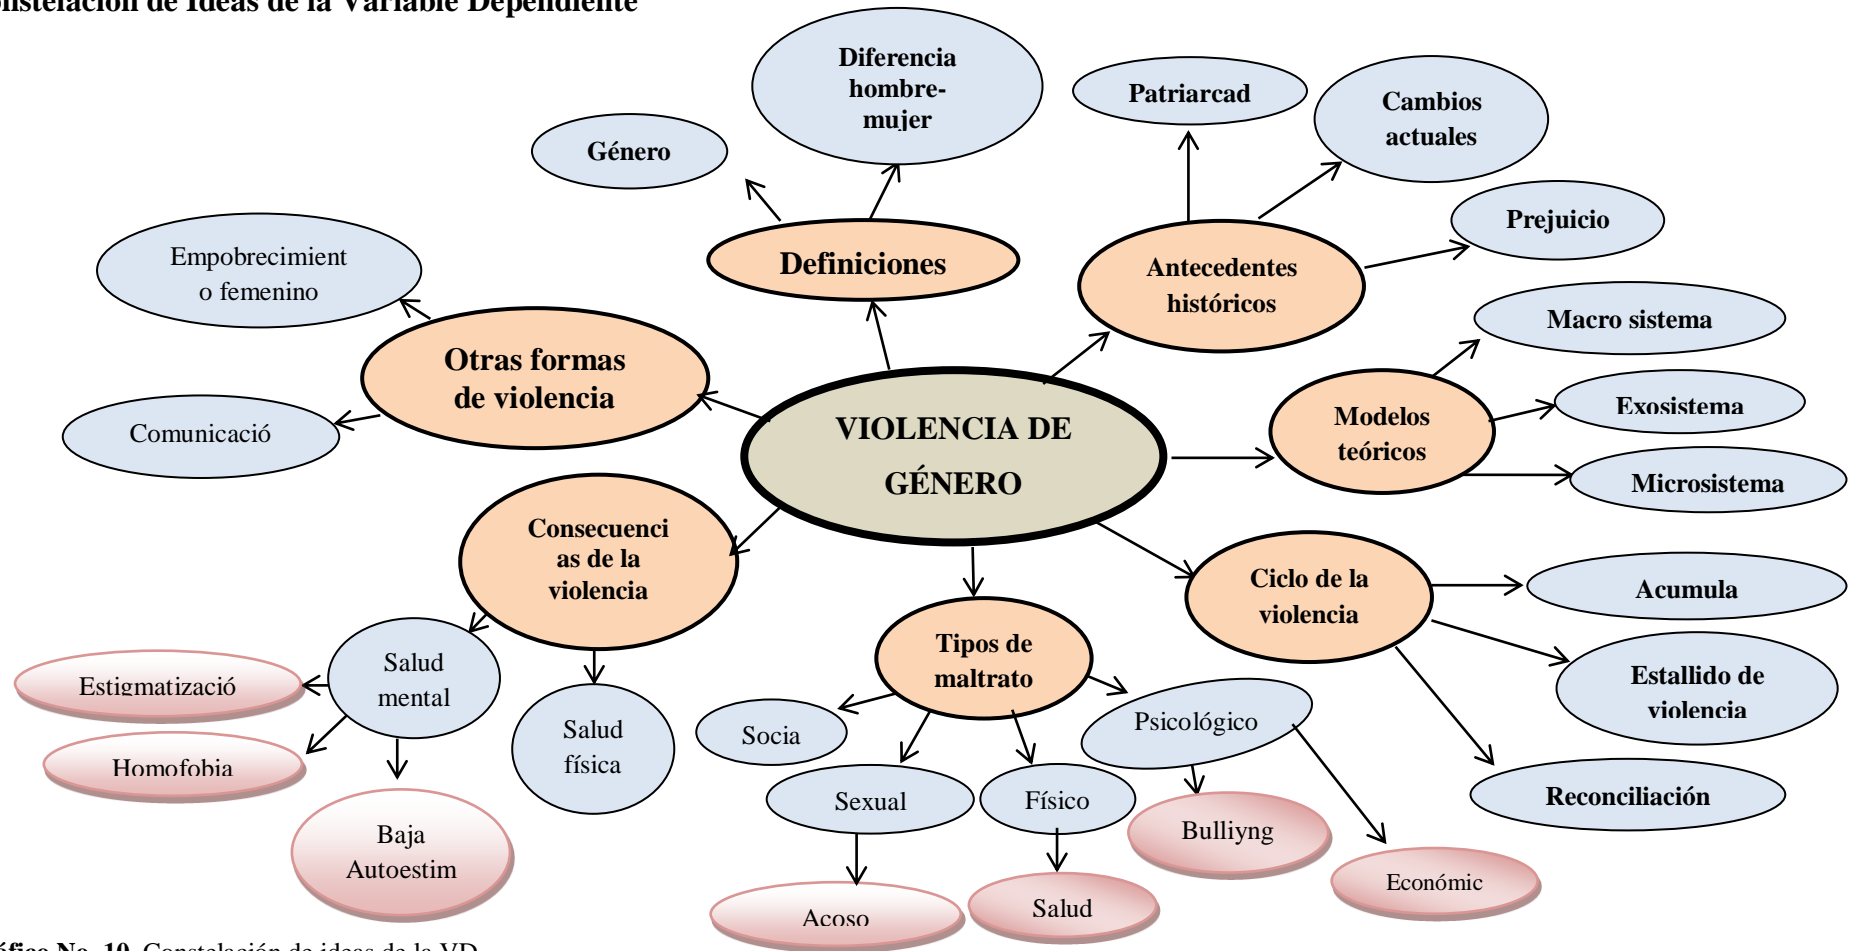 nstelación de Ideas de la Variable Dependiente
Diferencia
hombre-
mujer
Género
Patriarcad
Cambios
actuales
Prejuicio
Definiciones
Antecedentes
históricos
Empobrecimient
o femenino
Otras formas
de violencia
Comunicació
Macro sistema
Modelos
teóricos
Exosistema
Microsistema
VIOLENCIA DE
GÉNERO
Consecuenci
as de la
violencia
Ciclo de la
violencia
Acumula
Estallido de
violencia
Reconciliación
Tipos de
maltrato
Salud
mental
Estigmatizació
Homofobia
Baja
Autoestim
Salud
física
Socia
Sexual
Físico
Psicológico
Bulliyng
Económic
Acoso
Salud
áfico No. 10. Constelación de ideas de la VD